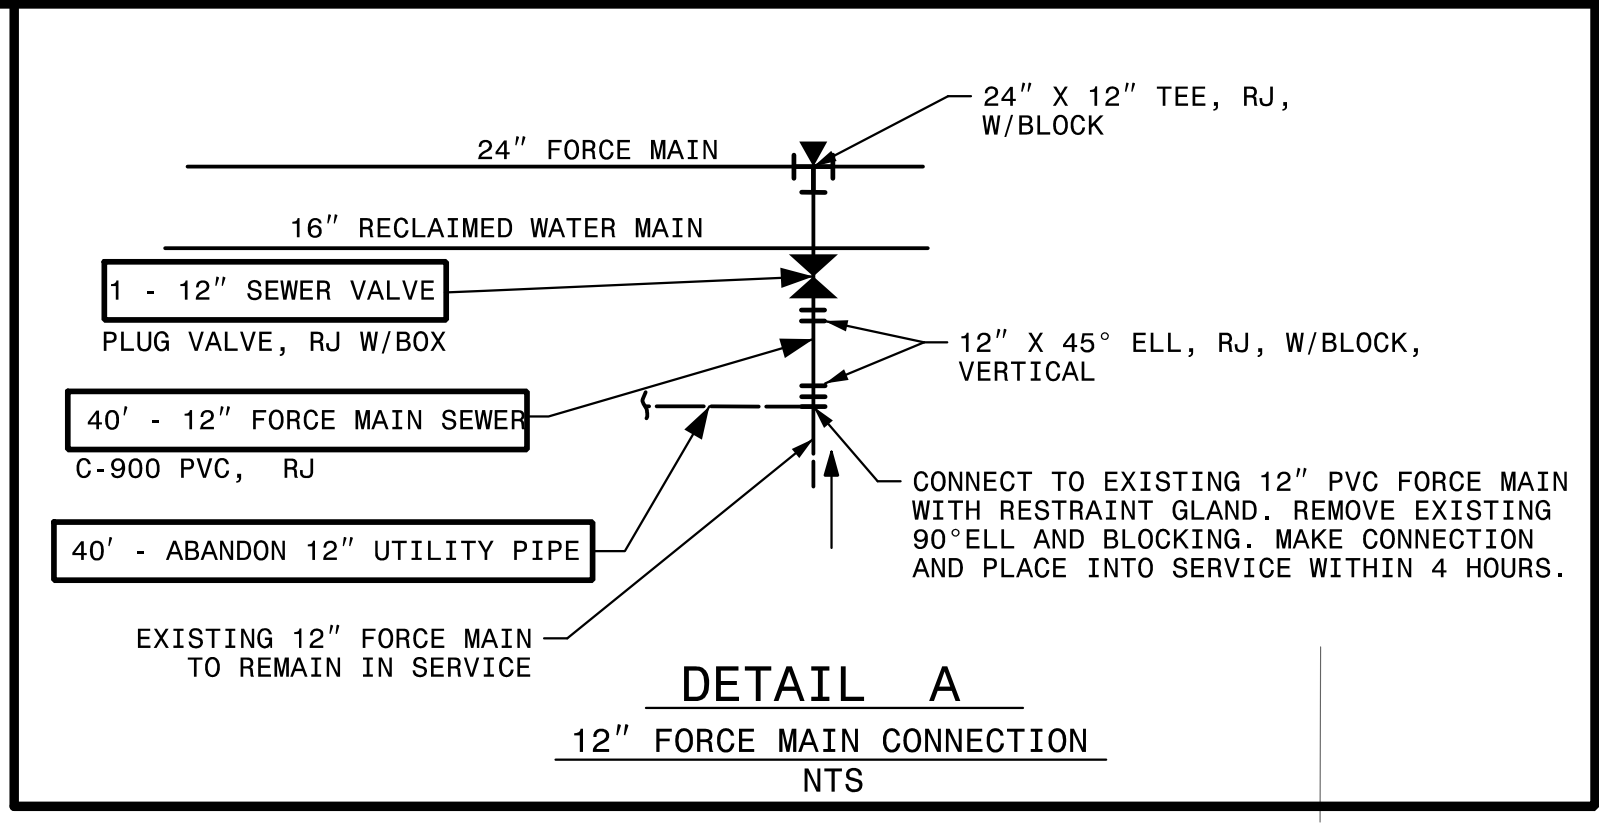 24" X 12" TEE, RJ,
W/BLOCK
24" FORCE MAIN
16" RECLAIMED WATER MAIN
1 - 12" SEWER VALVE
PLUG VALVE, RJ W/BOX
12" X 45° ELL, RJ, W/BLOCK,
VERTICAL
40' - 12" FORCE MAIN SEWER
C-900 PVC, RJ
CONNECT TO EXISTING 12" PVC FORCE MAIN
WITH RESTRAINT GLAND. REMOVE EXISTING
90°ELL AND BLOCKING. MAKE CONNECTION
AND PLACE INTO SERVICE WITHIN 4 HOURS.
40' - ABANDON 12" UTILITY PIPE
EXISTING 12" FORCE MAIN
TO REMAIN IN SERVICE
DETAIL A
12" FORCE MAIN CONNECTION
NTS